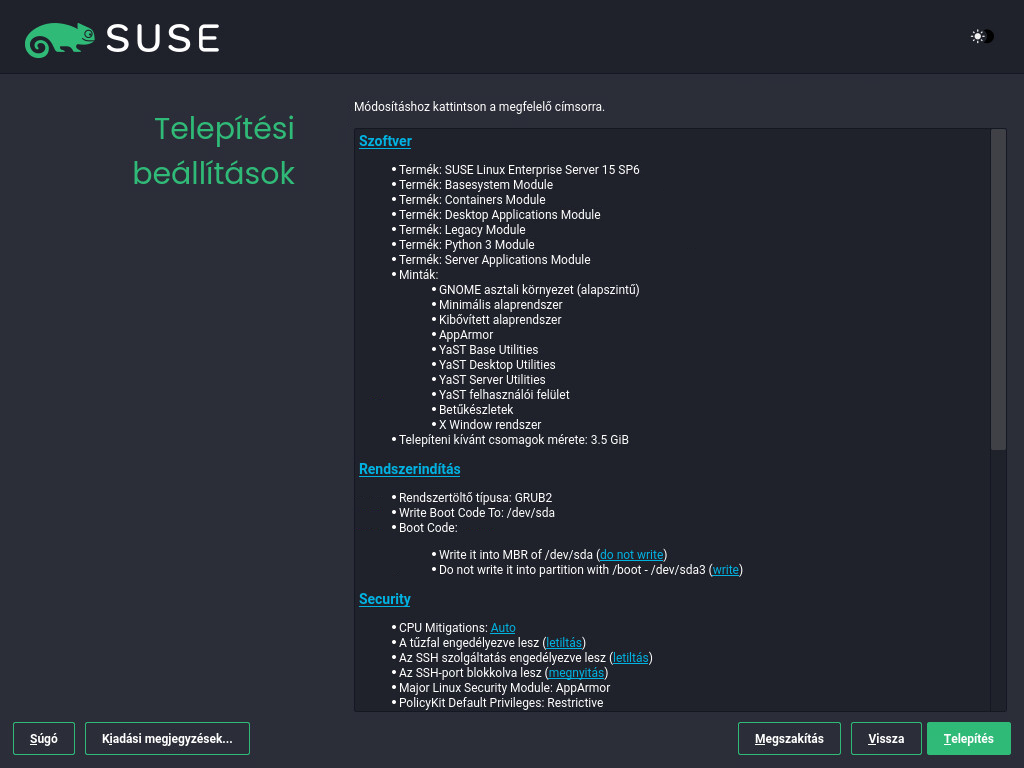 SUSE
Telepítési
beállítások
Módosításhoz kattintson a megfelelő címsorra.
Szoftver
Termék: SUSE Linux Enterprise Server 15 SP6
Termék: Basesystem Module
Termék: Containers Module
Termék: Desktop Applications Module
Termék: Legacy Module
Termék: Python 3 Module
Termék: Server Applications Module
Minták:
GNOME asztali környezet (alapszintű)
Minimális alaprendszer
Kibővített alaprendszer
AppArmor
YaST Base Utilities
YaST Desktop Utilities
YaST Server Utilities
YaST felhasználói felület
Betűkészletek
X Window rendszer
Telepíteni kívánt csomagok mérete: 3.5 GiB
Rendszerindítás
Rendszertöltő típusa: GRUB2
Write Boot Code To: /dev/sda
Boot Code:
Write it into MBR of /dev/sda (do not write)
Do not write it into partition with /boot - /dev/sda3 (write)
Security
CPU Mitigations: Auto
A tűzfal engedélyezve lesz (letiltás)
Az SSH szolgáltatás engedélyezve lesz (letiltás)
Az SSH-port blokkolva lesz (megnyitás)
Major Linux Security Module: AppArmor
PolicyKit Default Privileges: Restrictive
Súgó
Kiadási megjegyzések...
Megszakítás
Vissza
Telepítés